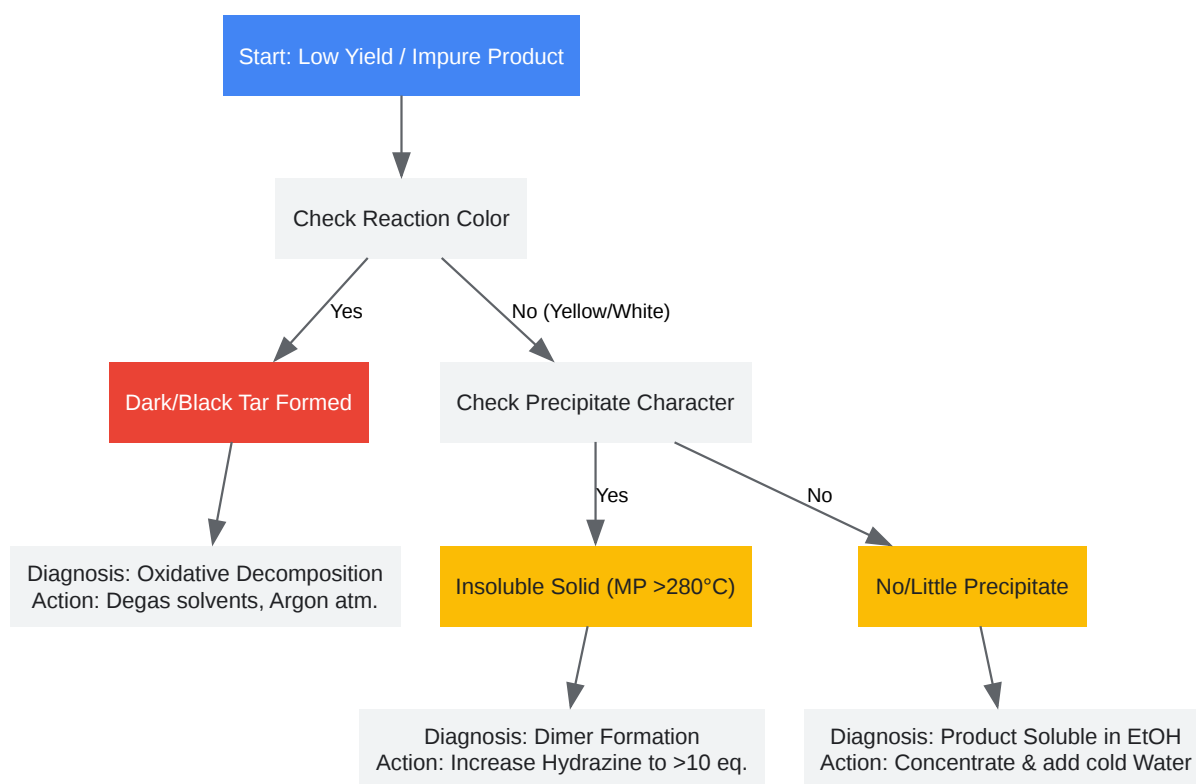 Start: Low Yield / Impure Product
Check Reaction Color
Yes
No (Yellow/White)
Dark/Black Tar Formed
Check Precipitate Character
Yes
No
Diagnosis: Oxidative Decomposition
Action: Degas solvents, Argon atm.
Insoluble Solid (MP >280°C)
No/Little Precipitate
Diagnosis: Dimer Formation
Action: Increase Hydrazine to >10 eq.
Diagnosis: Product Soluble in EtOH
Action: Concentrate & add cold Water